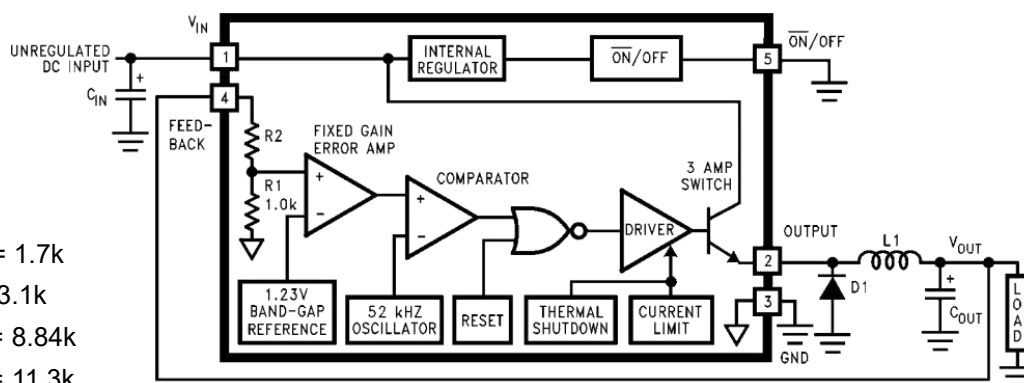 V_IN
UNREGULATED
DC INPUT
+
C_IN
1
INTERNAL
REGULATOR
ON/OFF
5
ON/OFF
4
FEED-
BACK
R2
FIXED GAIN
ERROR AMP
R1
1.0k
+
−
COMPARATOR
+
−
3 AMP
SWITCH
DRIVER
OUTPUT
2
L1
V_OUT
D1
+
C_OUT
LOAD
3
GND
1.23V
BAND-GAP
REFERENCE
52 kHZ
OSCILLATOR
RESET
THERMAL
SHUTDOWN
CURRENT
LIMIT
= 1.7k
3.1k
= 8.84k
= 11.3k